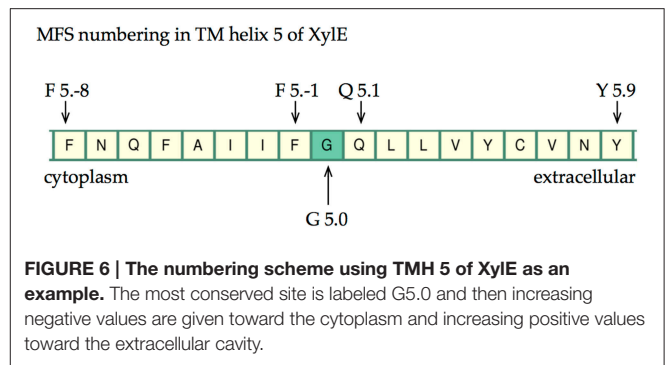 MFS numbering in TM helix 5 of XylE
F 5.-8 F 5.-1 Q 5.1 Y 5.9
F N Q F A I I F G Q L L V Y C V N Y
cytoplasm extracellular
G 5.0
FIGURE 6 | The numbering scheme using TMH 5 of XylE as an
example. The most conserved site is labeled G5.0 and then increasing
negative values are given toward the cytoplasm and increasing positive values
toward the extracellular cavity.